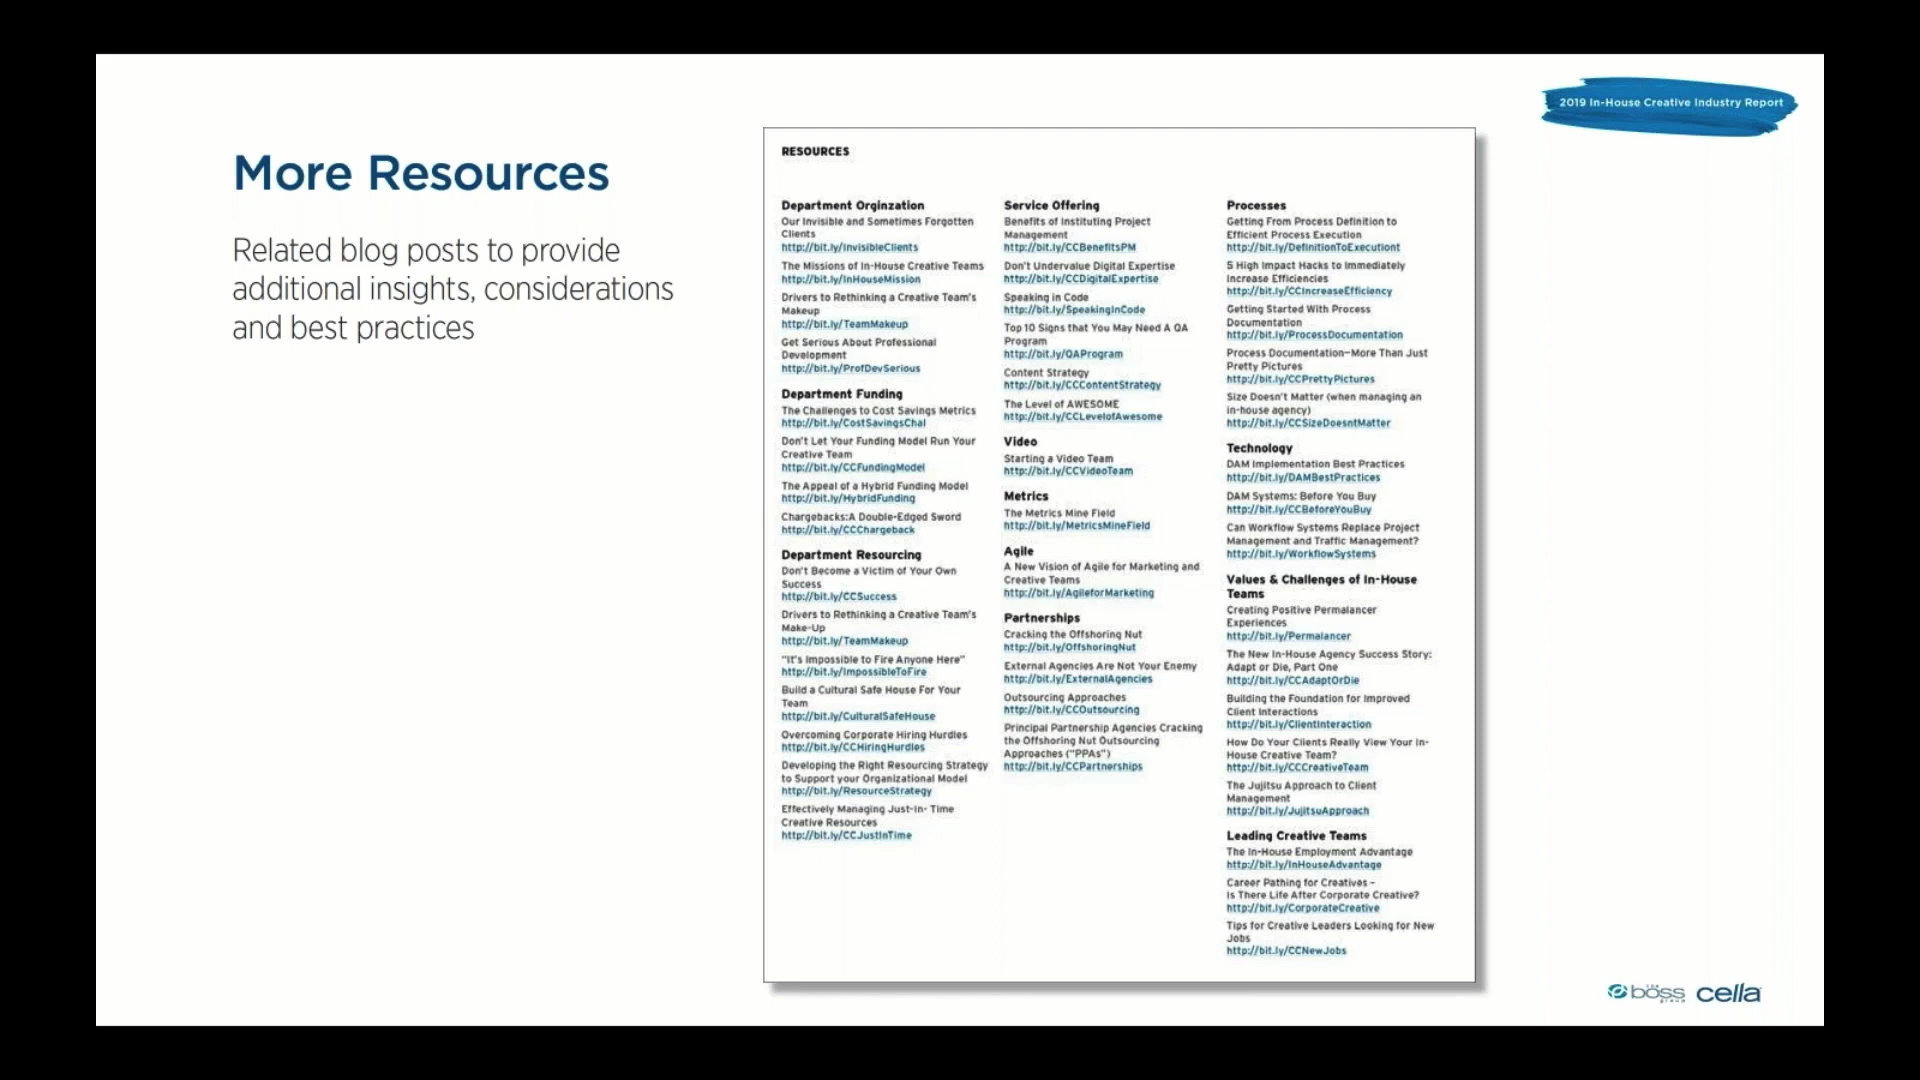 2019 In-House Creative Industry Report
More Resources
Related blog posts to provide
additional insights, considerations
and best practices
RESOURCES
Department Orginzation
Our Invisible and Sometimes Forgotten
Clients
http://bit.ly/InvisibleClients
The Missions of In-House Creative Teams
http://bit.ly/InHouseMission
Drivers to Rethinking a Creative Team's
Makeup
http://bit.ly/TeamMakeup
Get Serious About Professional
Development
http://bit.ly/ProfDevSerious
Department Funding
The Challenges to Cost Savings Metrics
http://bit.ly/CostSavingsChal
Don't Let Your Funding Model Run Your
Creative Team
http://bit.ly/CCFundingModel
The Appeal of a Hybrid Funding Model
http://bit.ly/HybridFunding
Chargebacks:A Double-Edged Sword
http://bit.ly/CCChargeback
Department Resourcing
Don't Become a Victim of Your Own
Success
http://bit.ly/CCSuccess
Drivers to Rethinking a Creative Team's
Make-Up
http://bit.ly/TeamMakeup
"It's Impossible to Fire Anyone Here"
http://bit.ly/ImpossibleToFire
Build a Cultural Safe House For Your
Team
http://bit.ly/CulturalSafeHouse
Overcoming Corporate Hiring Hurdles
http://bit.ly/CCHiringHurdles
Developing the Right Resourcing Strategy
to Support your Organizational Model
http://bit.ly/ResourceStrategy
Effectively Managing Just-in- Time
Creative Resources
http://bit.ly/CCJustInTime
Service Offering
Benefits of Instituting Project
Management
http://bit.ly/CCBenefitsPM
Don't Undervalue Digital Expertise
http://bit.ly/CCDigitalExpertise
Speaking in Code
http://bit.ly/SpeakingInCode
Top 10 Signs that You May Need A QA
Program
http://bit.ly/QAProgram
Content Strategy
http://bit.ly/CCContentStrategy
The Level of AWESOME
http://bit.ly/CCLevelofAwesome
Video
Starting a Video Team
http://bit.ly/CCVideoTeam
Metrics
The Metrics Mine Field
http://bit.ly/MetricsMineField
Agile
A New Vision of Agile for Marketing and
Creative Teams
http://bit.ly/AgileforMarketing
Partnerships
Cracking the Offshoring Nut
http://bit.ly/OffshoringNut
External Agencies Are Not Your Enemy
http://bit.ly/ExternalAgencies
Outsourcing Approaches
http://bit.ly/CCOutsourcing
Principal Partnership Agencies Cracking
the Offshoring Nut Outsourcing
Approaches ("PPAs")
http://bit.ly/CCPartnerships
Processes
Getting From Process Definition to
Efficient Process Execution
http://bit.ly/DefinitionToExecutiont
5 High Impact Hacks to Immediately
Increase Efficiencies
http://bit.ly/CCIncreaseEfficiency
Getting Started With Process
Documentation
http://bit.ly/ProcessDocumentation
Process Documentation—More Than Just
Pretty Pictures
http://bit.ly/CCPrettyPictures
Size Doesn't Matter (when managing an
in-house agency)
http://bit.ly/CCSizeDoesntMatter
Technology
DAM Implementation Best Practices
http://bit.ly/DAMBestPractices
DAM Systems: Before You Buy
http://bit.ly/CCBeforeYouBuy
Can Workflow Systems Replace Project
Management and Traffic Management?
http://bit.ly/WorkflowSystems
Values & Challenges of In-House
Teams
Creating Positive Permalancer
Experiences
http://bit.ly/Permalancer
The New In-House Agency Success Story:
Adapt or Die, Part One
http://bit.ly/CCAdaptOrDie
Building the Foundation for Improved
Client Interactions
http://bit.ly/ClientInteraction
How Do Your Clients Really View Your In-
House Creative Team?
http://bit.ly/CCCreativeTeam
The Jujitsu Approach to Client
Management
http://bit.ly/JujitsuApproach
Leading Creative Teams
The In-House Employment Advantage
http://bit.ly/InHouseAdvantage
Career Pathing for Creatives –
Is There Life After Corporate Creative?
http://bit.ly/CorporateCreative
Tips for Creative Leaders Looking for New
Jobs
http://bit.ly/CCNewJobs
the böss group cella